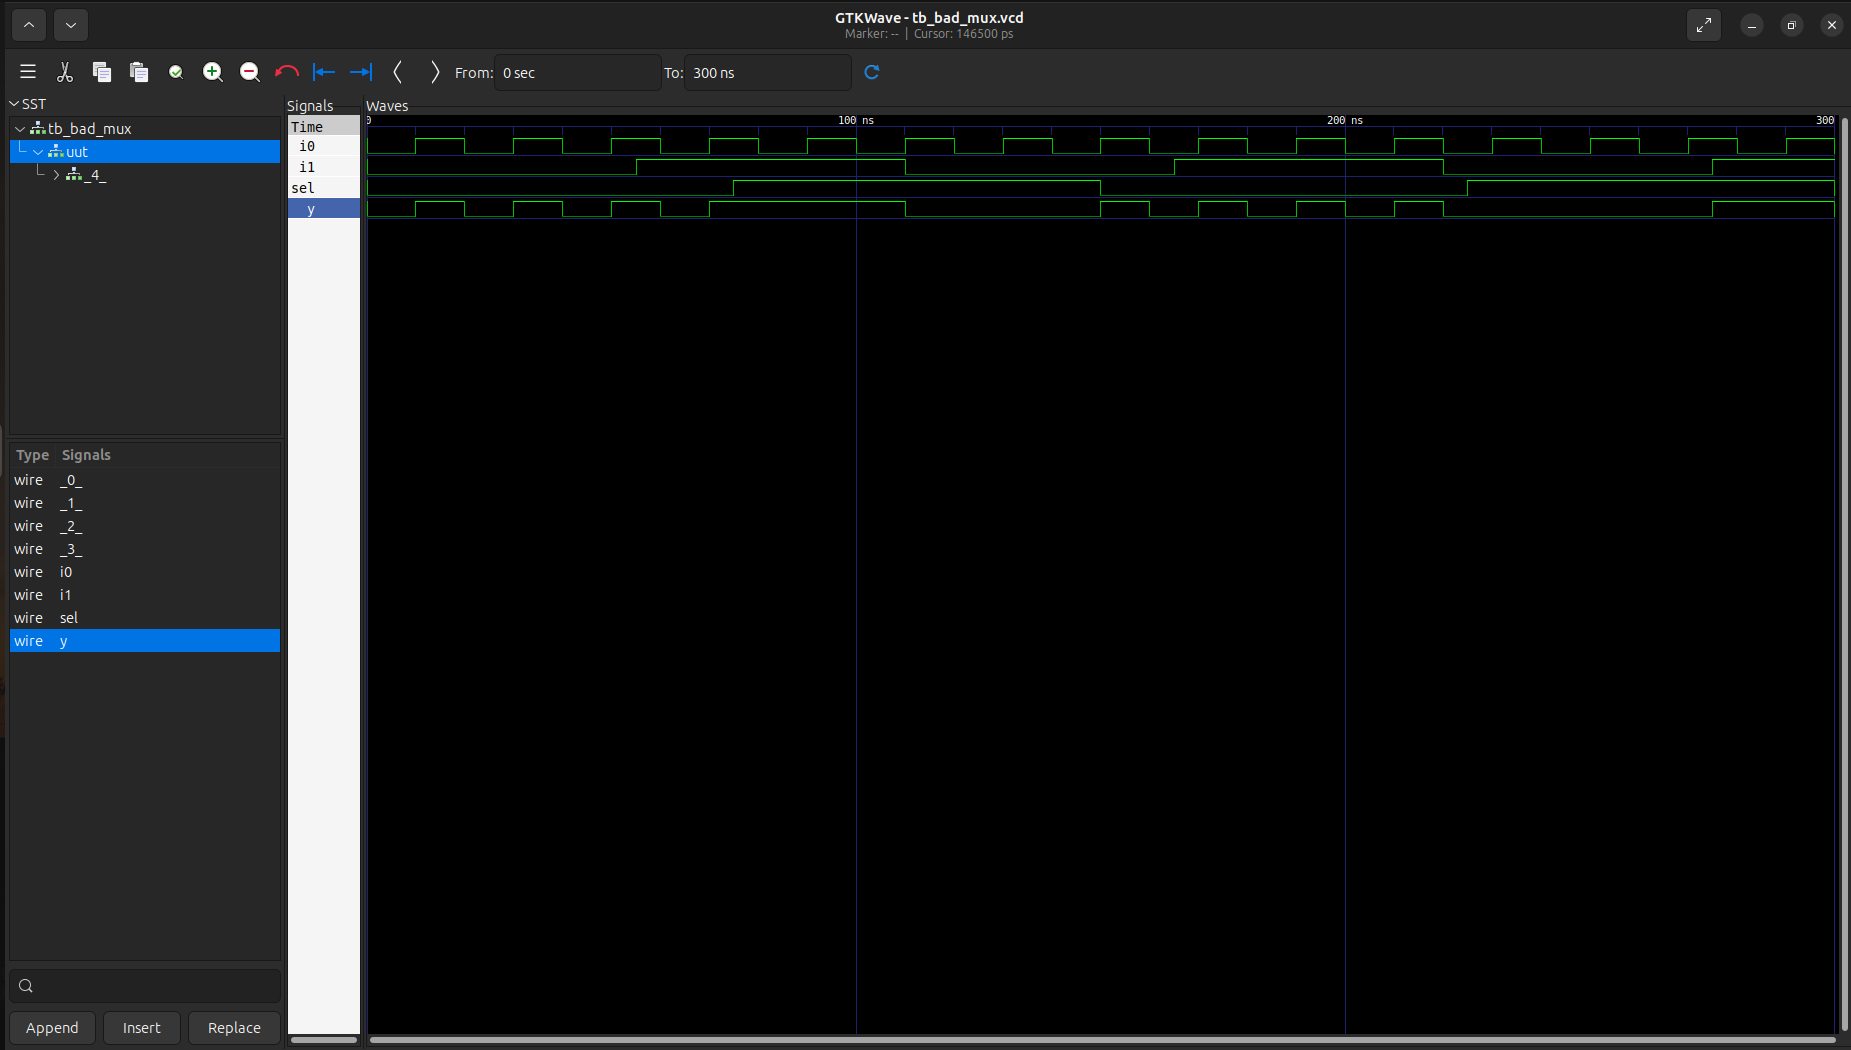 GTKWave - tb_bad_mux.vcd
Marker: -- | Cursor: 146500 ps
From: 0 sec To: 300 ns
SST
tb_bad_mux
uut
_4_
Type Signals
wire _0_
wire _1_
wire _2_
wire _3_
wire i0
wire i1
wire sel
wire y
Append Insert Replace
Signals
Time
i0
i1
sel
y
Waves
0 100 ns 200 ns 300